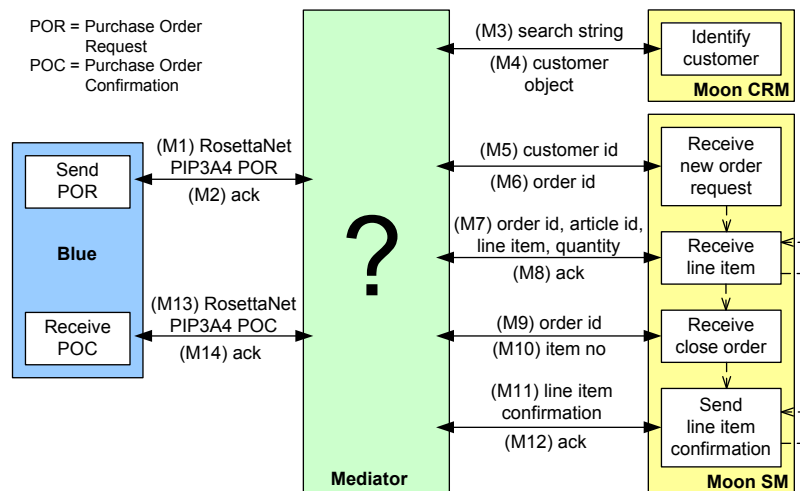 POR = Purchase Order
Request
POC = Purchase Order
Confirmation
(M3) search string
(M4) customer
object
Identify
customer
Moon CRM
(M1) RosettaNet
PIP3A4 POR
(M2) ack
Send
POR
Blue
(M13) RosettaNet
PIP3A4 POC
(M14) ack
Receive
POC
?
Mediator
(M5) customer id
(M6) order id
Receive
new order
request
(M7) order id, article id,
line item, quantity
(M8) ack
Receive
line item
(M9) order id
(M10) item no
Receive
close order
(M11) line item
confirmation
(M12) ack
Send
line item
confirmation
Moon SM